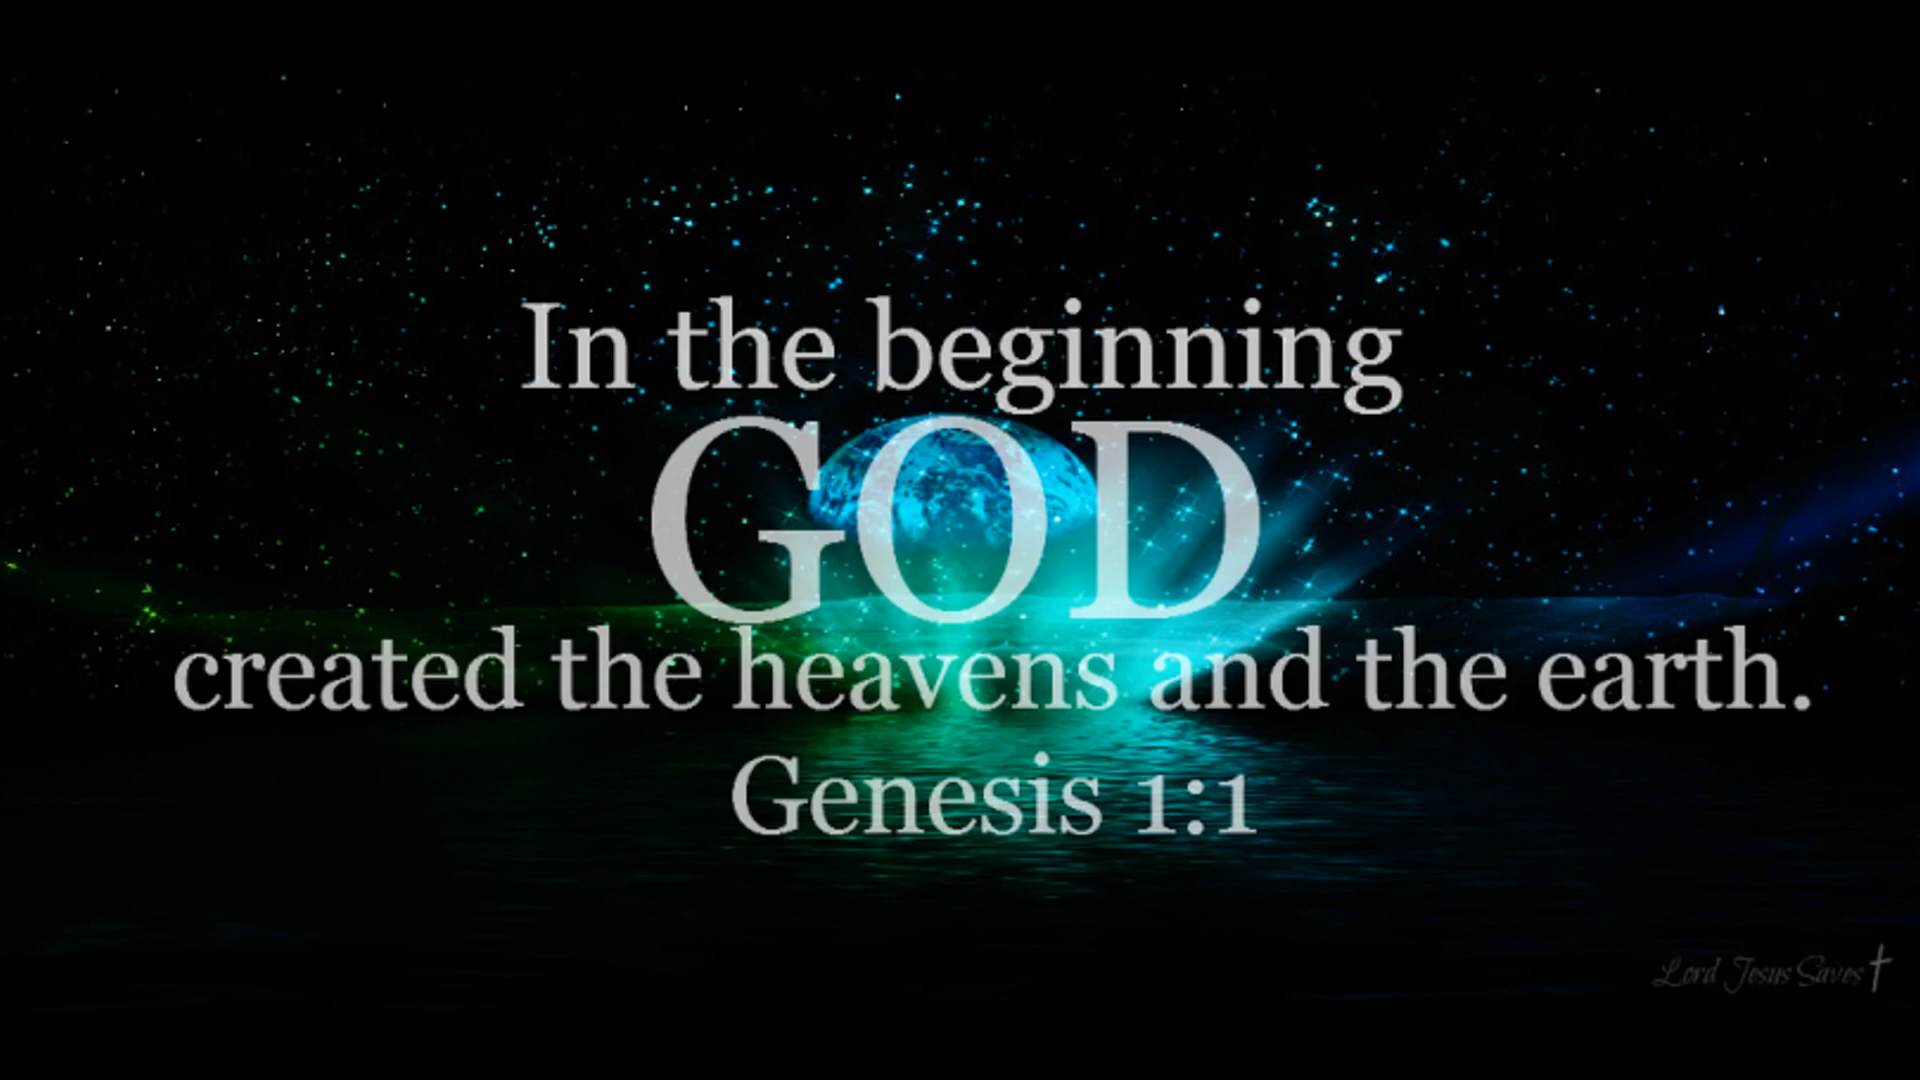 In the beginning
GOD
created the heavens and the earth.
Genesis 1:1
Lord Jesus Saves